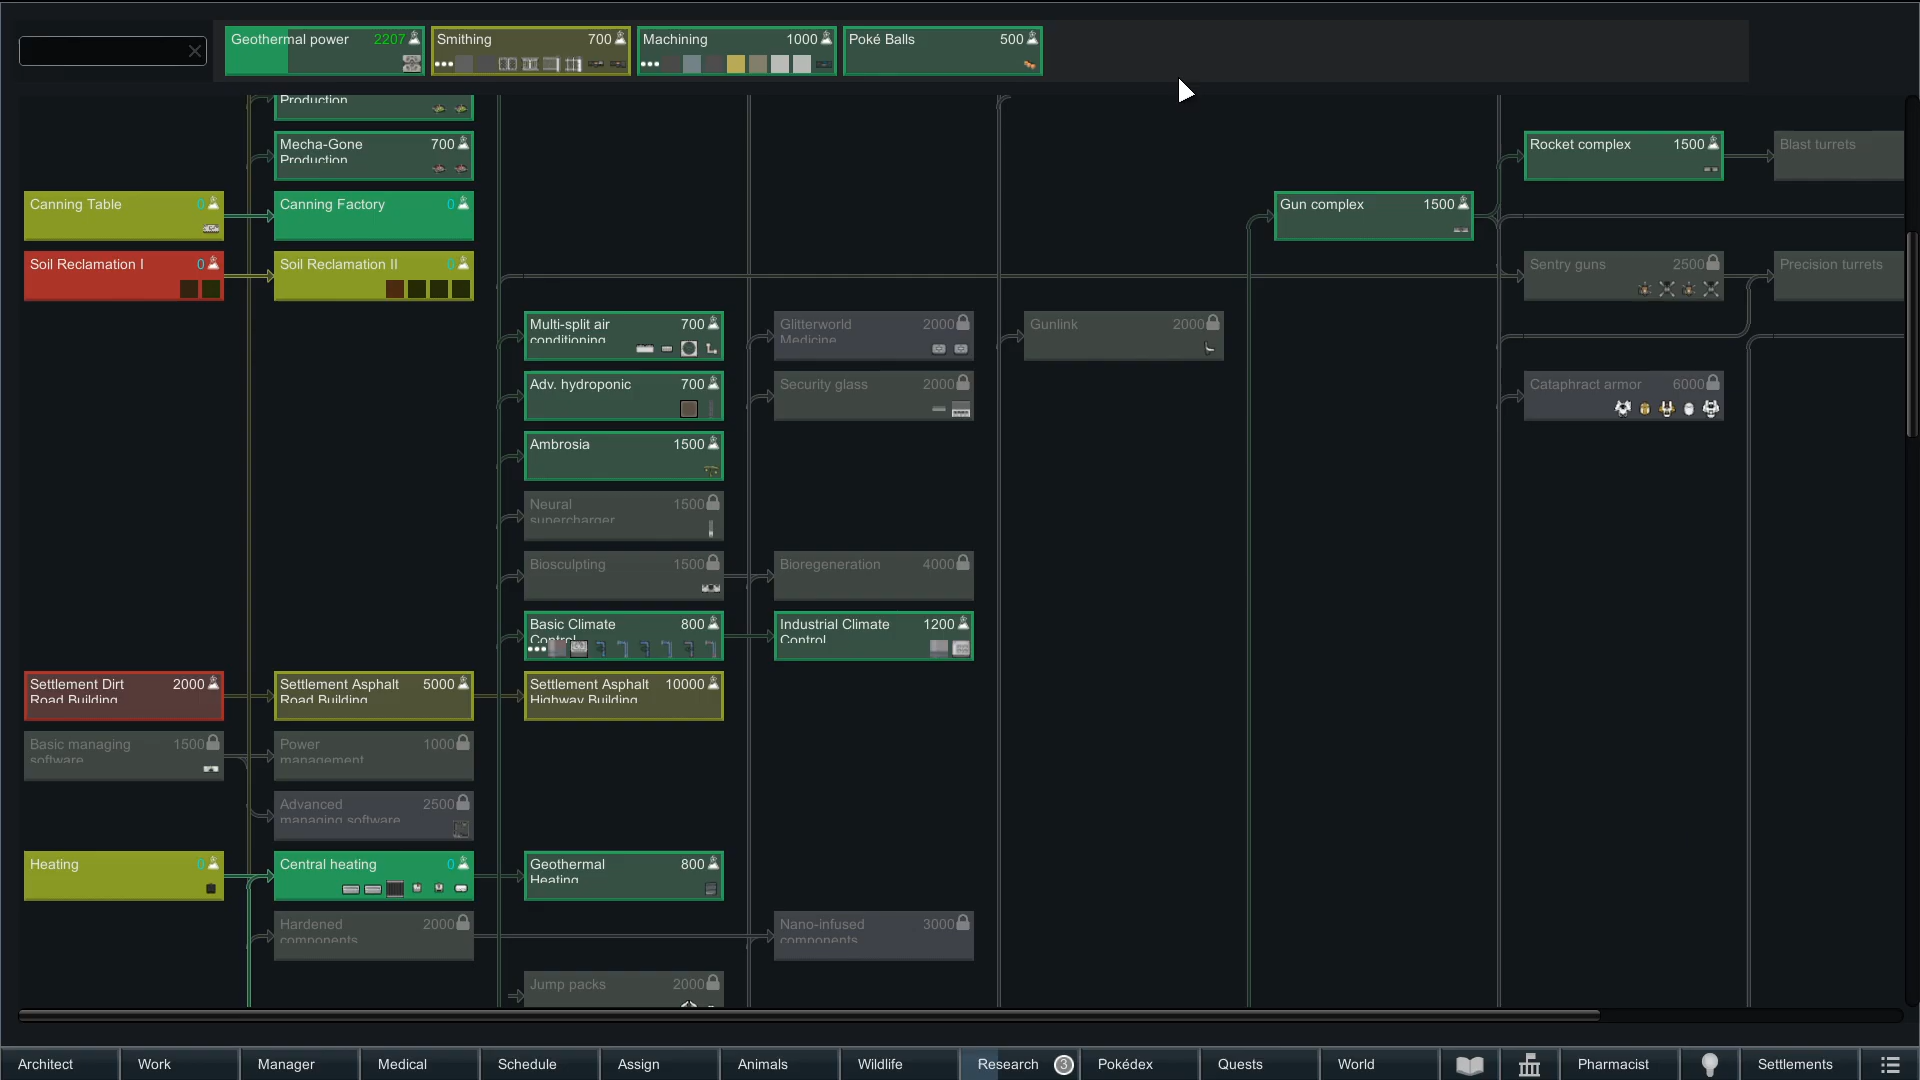 Geothermal power 2207
Smithing 700
Machining 1000
Poké Balls 500
Production
Mecha-Gone 700
Production
Rocket complex 1500
Blast turrets
Canning Table 0
Canning Factory 0
Gun complex 1500
Soil Reclamation I 0
Soil Reclamation II 0
Sentry guns 2500
Precision turrets
Multi-split air 700
conditioning
Glitterworld 2000
Medicine
Gunlink 2000
Adv. hydroponic 700
Security glass 2000
Cataphract armor 6000
Ambrosia 1500
Neural 1500
supercharger
Biosculpting 1500
Bioregeneration 4000
Basic Climate 800
Control
Industrial Climate 1200
Control
Settlement Dirt 2000
Road Building
Settlement Asphalt 5000
Road Building
Settlement Asphalt 10000
Highway Building
Basic managing 1500
software
Power 1000
management
Advanced 2500
managing software
Heating 0
Central heating 0
Geothermal 800
Heating
Hardened 2000
components
Nano-infused 3000
components
Jump packs 2000
Architect
Work
Manager
Medical
Schedule
Assign
Animals
Wildlife
Research 3
Pokédex
Quests
World
Pharmacist
Settlements